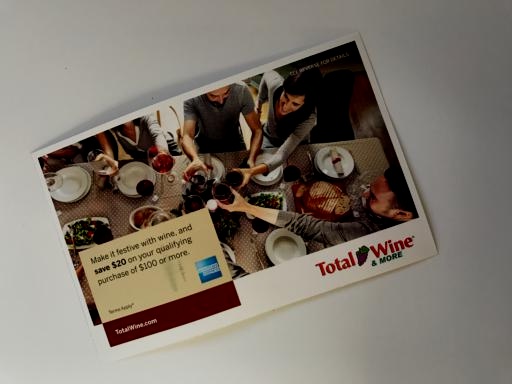 SEE REVERSE FOR DETAILS.
Make it festive with wine, and
save $20 on your qualifying
purchase of $100 or more.
Terms Apply*
TotalWine.com
Total Wine®
& MORE